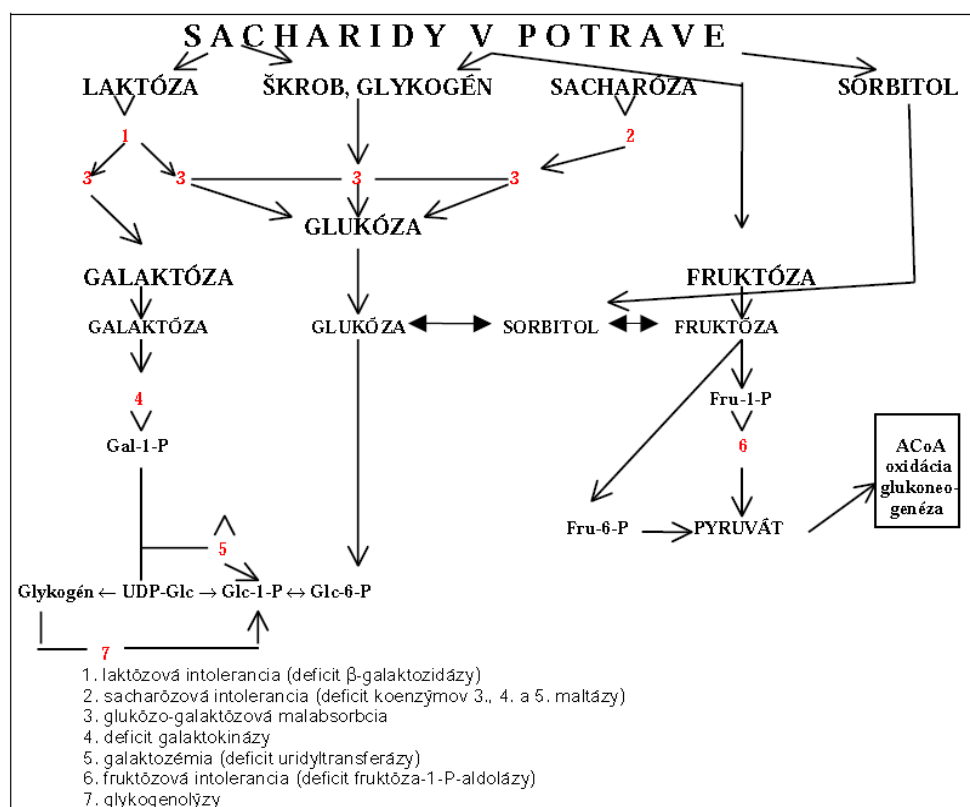 SACHARIDY V POTRAVE
LAKTÓZA ŠKROB, GLYKOGÉN SACHARÓZA SORBITOL
1 2
3 3 3 3
GLUKÓZA
GALAKTÓZA FRUKTÓZA
GALAKTÓZA GLUKÓZA SORBITOL FRUKTÓZA
4 Fru-1-P
Gal-1-P 6
ACoA
oxidácia
glukoneo-
genéza
Fru-6-P PYRUVÁT
5
Glykogén ← UDP-Glc → Glc-1-P ↔ Glc-6-P
7
1. laktózová intolerancia (deficit β-galaktozidázy)
2. sacharózová intolerancia (deficit koenzýmov 3., 4. a 5. maltázy)
3. glukózo-galaktózová malabsorbcia
4. deficit galaktokinázy
5. galaktozémia (deficit uridyltransferázy)
6. fruktózová intolerancia (deficit fruktóza-1-P-aldolázy)
7. glykogenolýzy